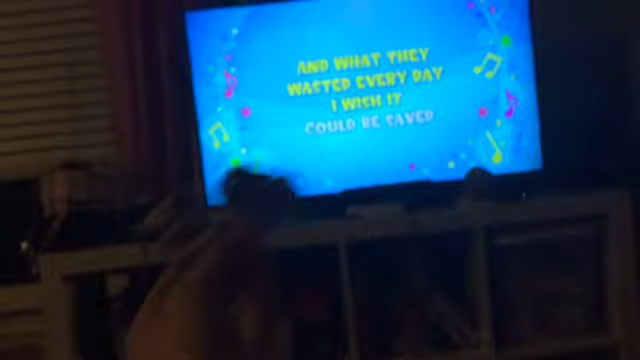 AND WHAT THEY
WASTED EVERY DAY
I WISH IT
COULD BE SAVED